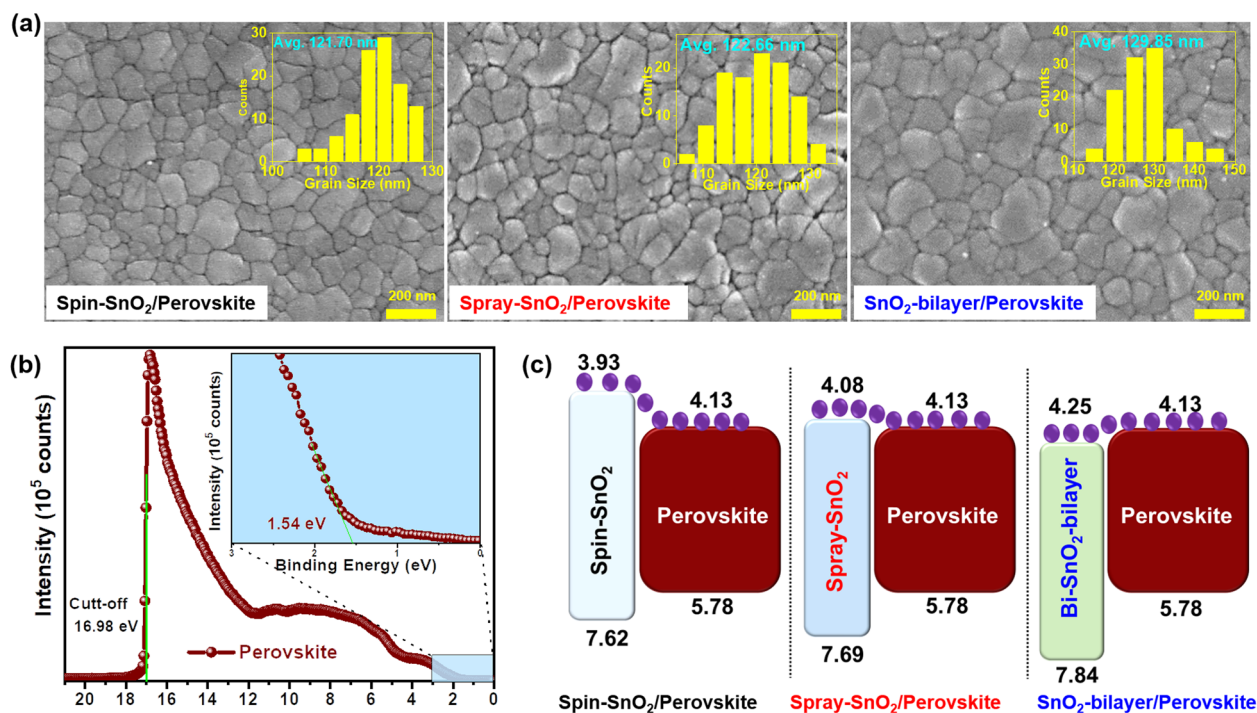 (a)
Avg. 121.70 nm
30
20
10
0
Counts
100
110
120
130
Grain Size (nm)
Spin-SnO₂/Perovskite
200 nm
Avg. 122.66 nm
20
10
0
Counts
110
120
130
Grain Size (nm)
Spray-SnO₂/Perovskite
200 nm
Avg. 129.85 nm
40
30
20
10
0
Counts
110
120
130
140
150
Grain Size (nm)
SnO₂-bilayer/Perovskite
200 nm
(b)
Intensity (10⁵ counts)
Intensity (10⁵ counts)
1.54 eV
3
2
1
0
Binding Energy (eV)
Cutt-off
16.98 eV
Perovskite
20
18
16
14
12
10
8
6
4
2
0
(c)
3.93
4.13
Spin-SnO₂
Perovskite
5.78
7.62
Spin-SnO₂/Perovskite
4.08
4.13
Spray-SnO₂
Perovskite
5.78
7.69
Spray-SnO₂/Perovskite
4.25
4.13
Bi-SnO₂-bilayer
Perovskite
5.78
7.84
SnO₂-bilayer/Perovskite